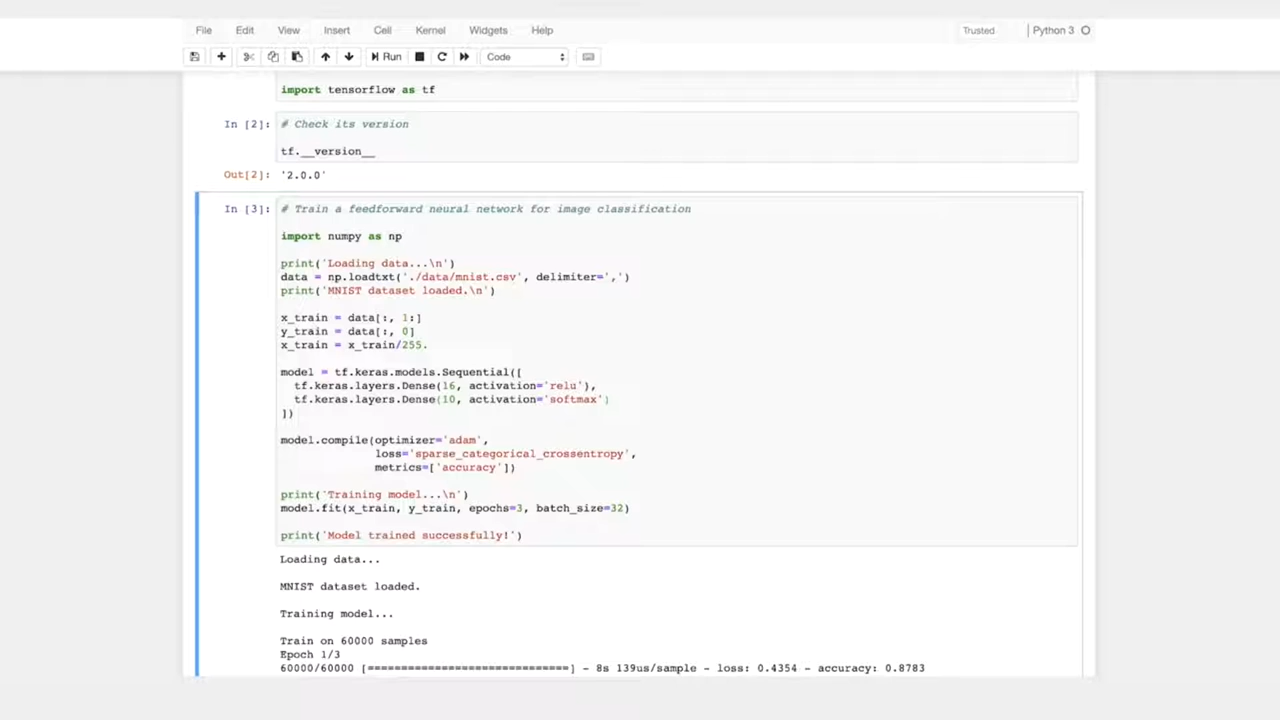 File Edit View Insert Cell Kernel Widgets Help Trusted Python 3
Run Code
import tensorflow as tf
In [2]: # Check its version
tf.__version__
Out[2]: '2.0.0'
In [3]: # Train a feedforward neural network for image classification
import numpy as np
print('Loading data...\n')
data = np.loadtxt('./data/mnist.csv', delimiter=',')
print('MNIST dataset loaded.\n')
x_train = data[:, 1:]
y_train = data[:, 0]
x_train = x_train/255.
model = tf.keras.models.Sequential([
  tf.keras.layers.Dense(16, activation='relu'),
  tf.keras.layers.Dense(10, activation='softmax')
])
model.compile(optimizer='adam',
              loss='sparse_categorical_crossentropy',
              metrics=['accuracy'])
print('Training model...\n')
model.fit(x_train, y_train, epochs=3, batch_size=32)
print('Model trained successfully!')
Loading data...
MNIST dataset loaded.
Training model...
Train on 60000 samples
Epoch 1/3
60000/60000 [==============================] - 8s 139us/sample - loss: 0.4354 - accuracy: 0.8783